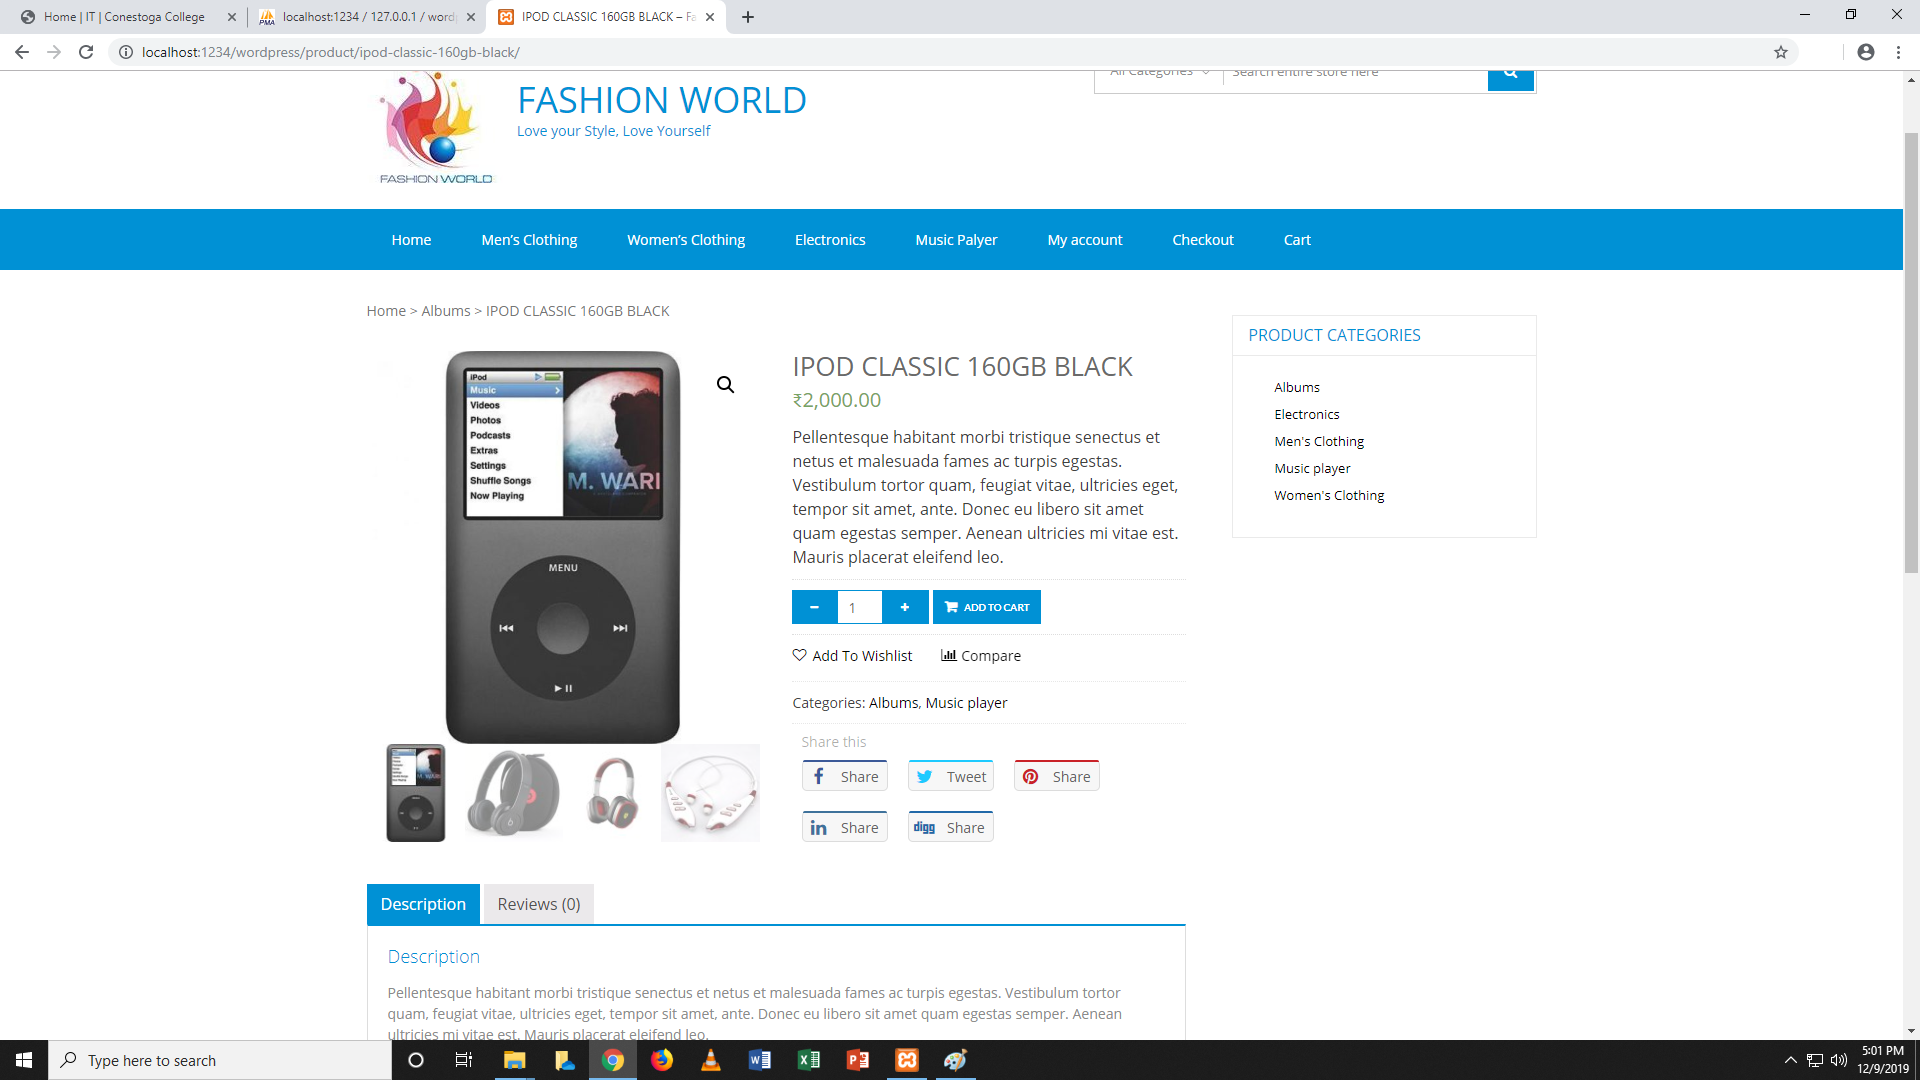 Home | IT | Conestoga College
localhost:1234 / 127.0.0.1 / word
IPOD CLASSIC 160GB BLACK – Fa
localhost:1234/wordpress/product/ipod-classic-160gb-black/
All Categories
Search entire store here
FASHION WORLD
Love your Style, Love Yourself
FASHION WORLD
Home
Men's Clothing
Women's Clothing
Electronics
Music Palyer
My account
Checkout
Cart
Home > Albums > IPOD CLASSIC 160GB BLACK
iPod
Music
Videos
Photos
Podcasts
Extras
Settings
Shuffle Songs
Now Playing
M. WARI
MENU
IPOD CLASSIC 160GB BLACK
₹2,000.00
Pellentesque habitant morbi tristique senectus et
netus et malesuada fames ac turpis egestas.
Vestibulum tortor quam, feugiat vitae, ultricies eget,
tempor sit amet, ante. Donec eu libero sit amet
quam egestas semper. Aenean ultricies mi vitae est.
Mauris placerat eleifend leo.
- 1 +
ADD TO CART
Add To Wishlist
Compare
Categories: Albums, Music player
Share this
Share
Tweet
Share
in Share
digg Share
PRODUCT CATEGORIES
Albums
Electronics
Men's Clothing
Music player
Women's Clothing
Description
Reviews (0)
Description
Pellentesque habitant morbi tristique senectus et netus et malesuada fames ac turpis egestas. Vestibulum tortor
quam, feugiat vitae, ultricies eget, tempor sit amet, ante. Donec eu libero sit amet quam egestas semper. Aenean
ultricies mi vitae est. Mauris placerat eleifend leo.
Type here to search
5:01 PM
12/9/2019